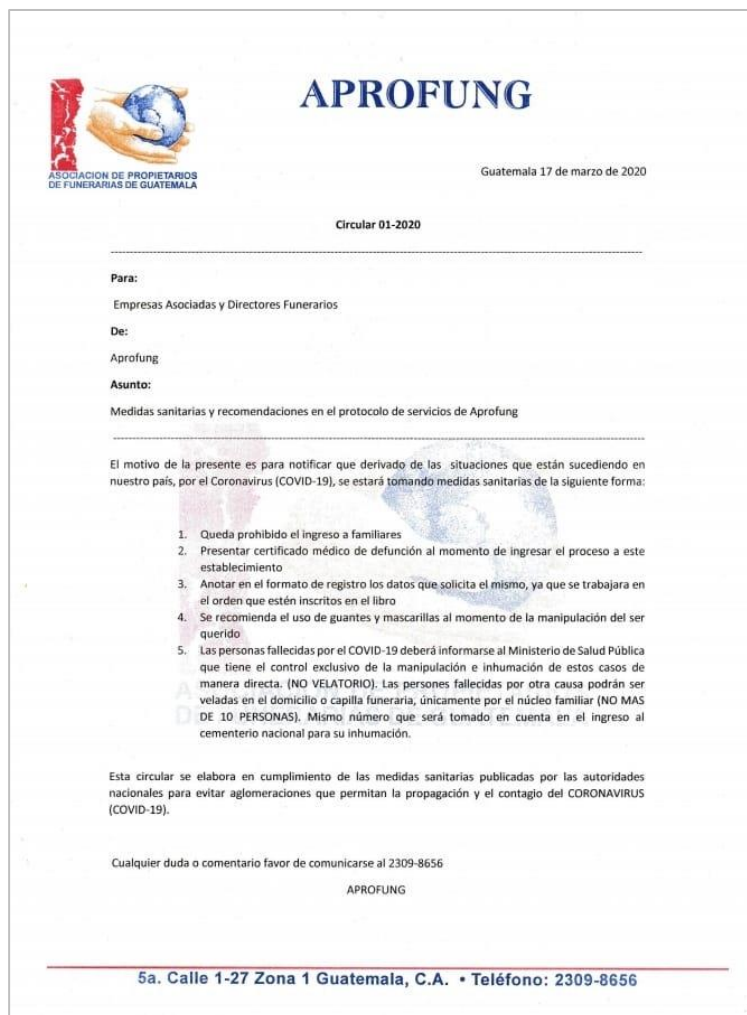 APROFUNG
ASOCIACION DE PROPIETARIOS
DE FUNERARIAS DE GUATEMALA
Guatemala 17 de marzo de 2020
Circular 01-2020
Para:
Empresas Asociadas y Directores Funerarios
De:
Aprofung
Asunto:
Medidas sanitarias y recomendaciones en el protocolo de servicios de Aprofung
El motivo de la presente es para notificar que derivado de las situaciones que están sucediendo en
nuestro país, por el Coronavirus (COVID-19), se estará tomando medidas sanitarias de la siguiente forma:
1. Queda prohibido el ingreso a familiares
2. Presentar certificado médico de defunción al momento de ingresar el proceso a este
establecimiento
3. Anotar en el formato de registro los datos que solicita el mismo, ya que se trabajara en
el orden que estén inscritos en el libro
4. Se recomienda el uso de guantes y mascarillas al momento de la manipulación del ser
querido
5. Las personas fallecidas por el COVID-19 deberá informarse al Ministerio de Salud Pública
que tiene el control exclusivo de la manipulación e inhumación de estos casos de
manera directa. (NO VELATORIO). Las persones fallecidas por otra causa podrán ser
veladas en el domicilio o capilla funeraria, únicamente por el núcleo familiar (NO MAS
DE 10 PERSONAS). Mismo número que será tomado en cuenta en el ingreso al
cementerio nacional para su inhumación.
Esta circular se elabora en cumplimiento de las medidas sanitarias publicadas por las autoridades
nacionales para evitar aglomeraciones que permitan la propagación y el contagio del CORONAVIRUS
(COVID-19).
Cualquier duda o comentario favor de comunicarse al 2309-8656
APROFUNG
5a. Calle 1-27 Zona 1 Guatemala, C.A. • Teléfono: 2309-8656